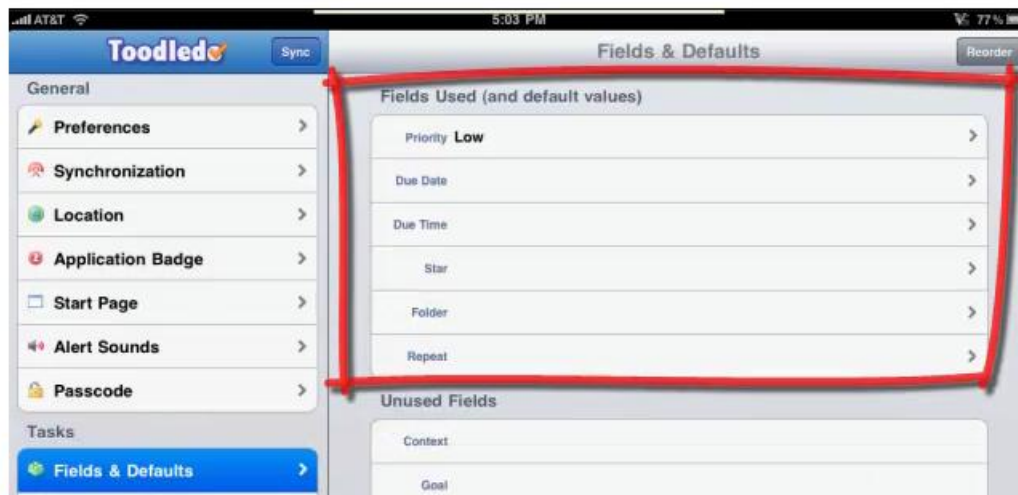 AT&T 5:03 PM 77%
Toodledo Sync Fields & Defaults Reorder
General
Preferences
Synchronization
Location
Application Badge
Start Page
Alert Sounds
Passcode
Tasks
Fields & Defaults
Fields Used (and default values)
Priority Low
Due Date
Due Time
Star
Folder
Repeat
Unused Fields
Context
Goal